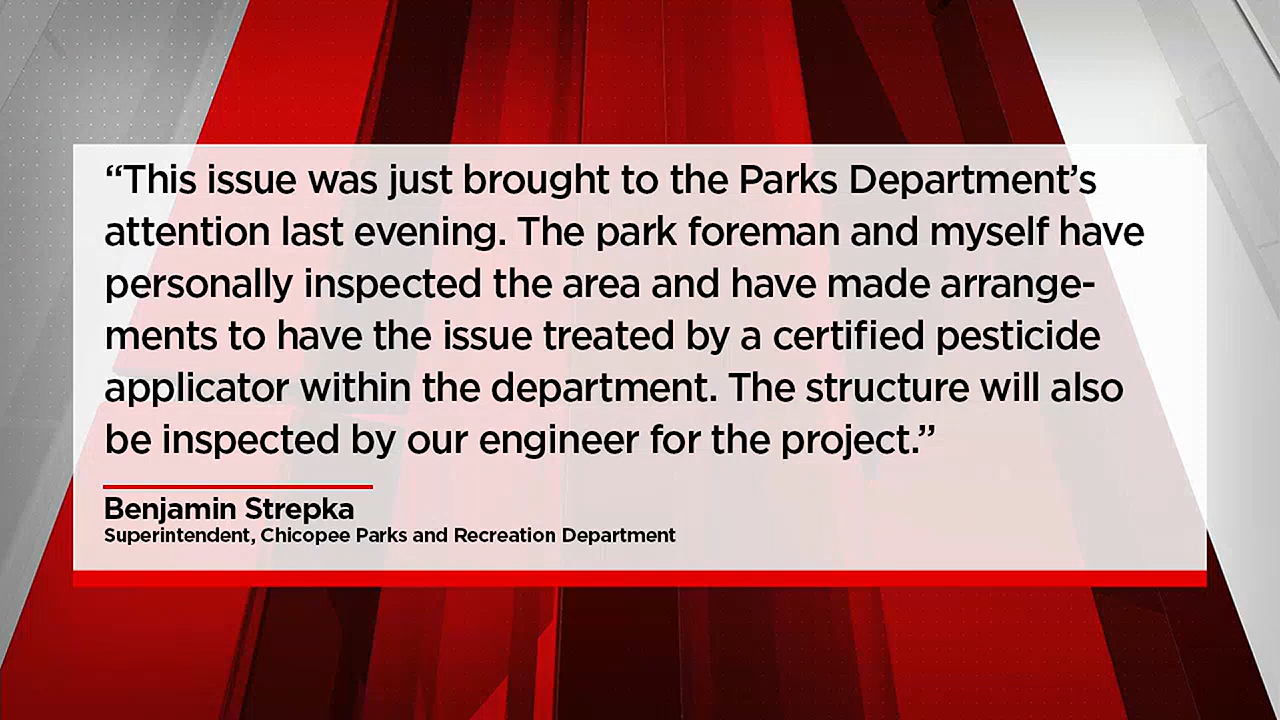 “This issue was just brought to the Parks Department’s
attention last evening. The park foreman and myself have
personally inspected the area and have made arrange-
ments to have the issue treated by a certified pesticide
applicator within the department. The structure will also
be inspected by our engineer for the project.”
Benjamin Strepka
Superintendent, Chicopee Parks and Recreation Department